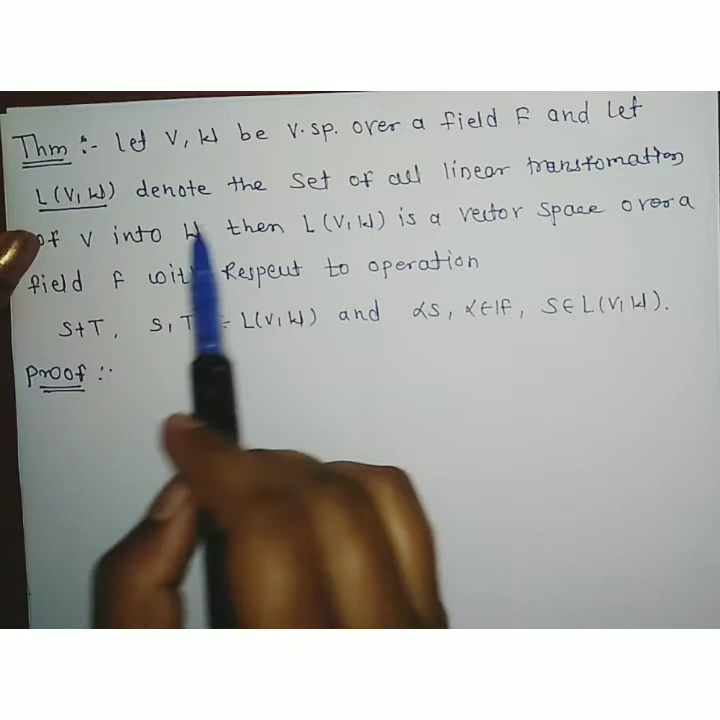 Thm :- Let V, W be V.sp. over a field F and let
L(V, W) denote the set of all linear transfomation
of V into W then L(V, W) is a vector space over a
field F with Respect to operation
S+T, S, T L(V, W) and αS, α∈F, S∈L(V, W).
Proof :-